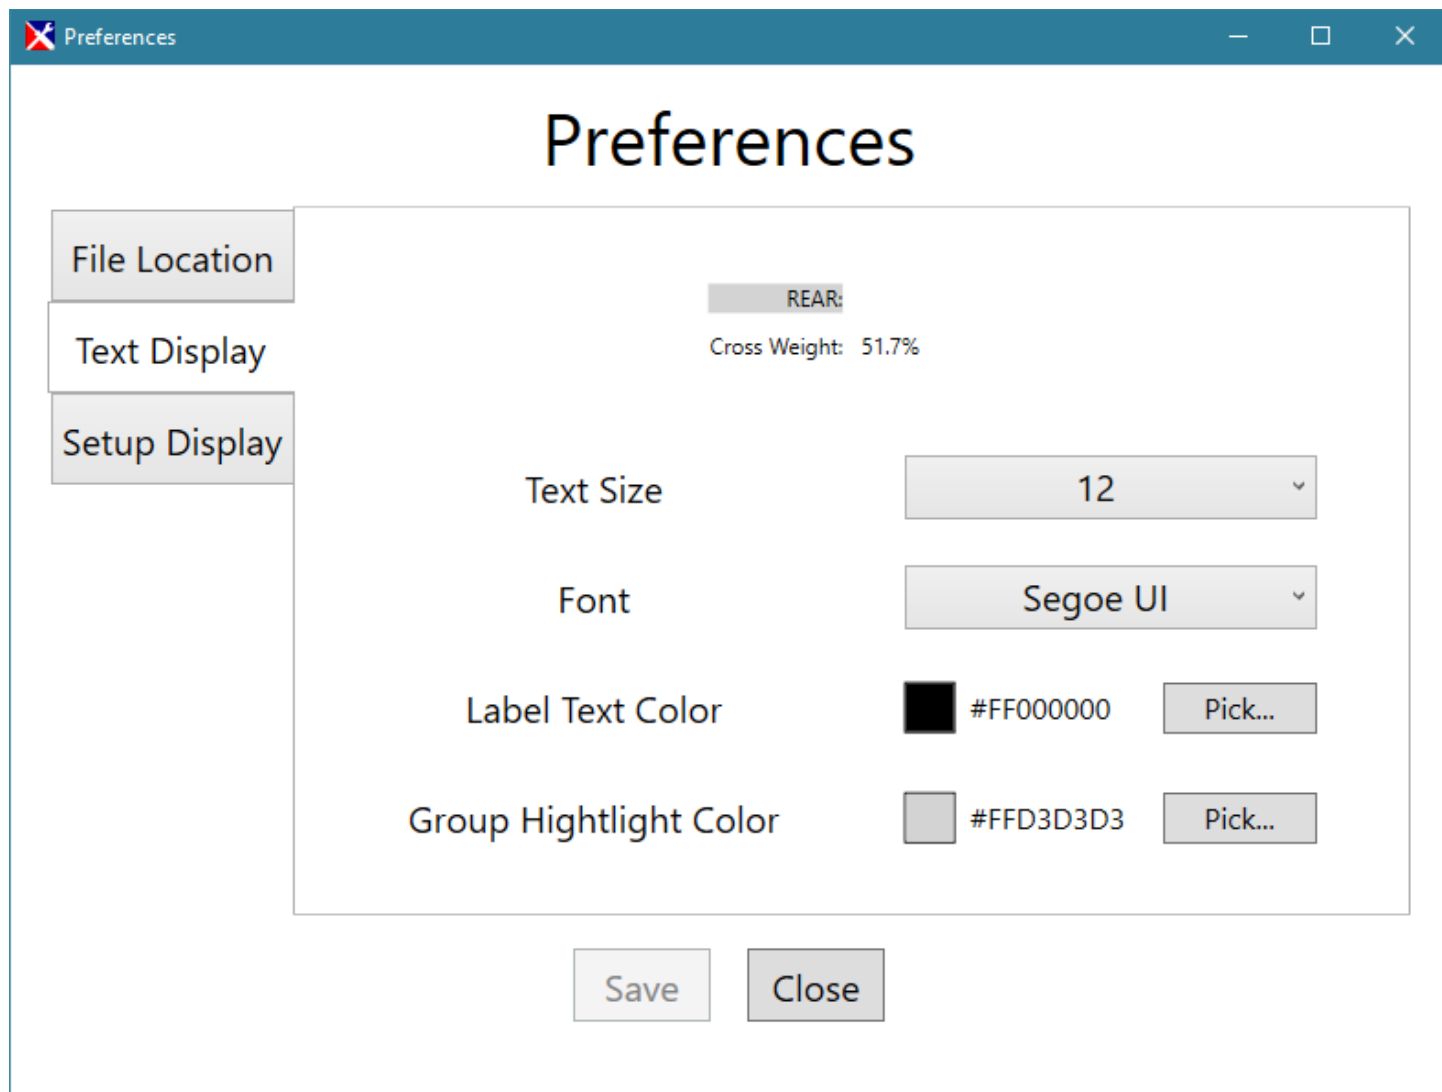 Preferences
Preferences
File Location
Text Display
Setup Display
REAR:
Cross Weight: 51.7%
Text Size 12
Font Segoe UI
Label Text Color #FF000000 Pick...
Group Hightlight Color #FFD3D3D3 Pick...
Save Close